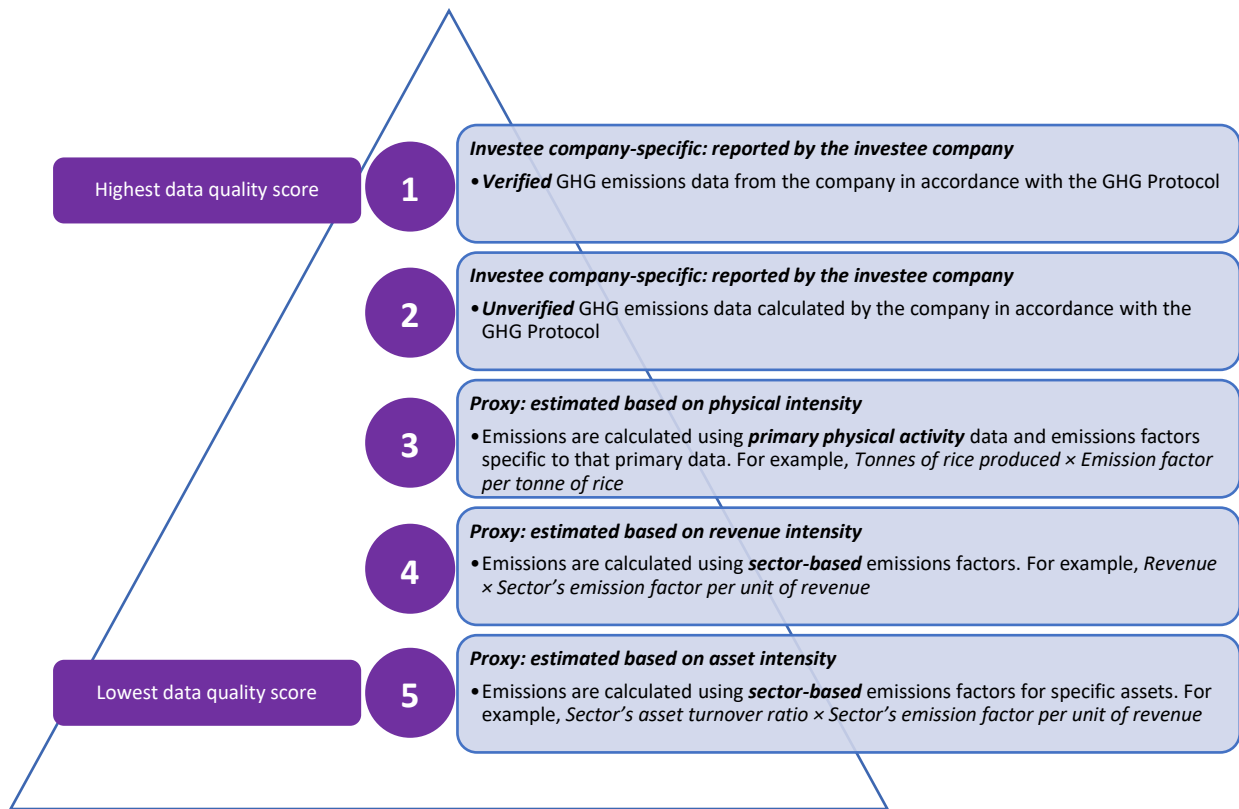 Highest data quality score
1
Investee company-specific: reported by the investee company
•Verified GHG emissions data from the company in accordance with the GHG Protocol
2
Investee company-specific: reported by the investee company
•Unverified GHG emissions data calculated by the company in accordance with the
GHG Protocol
3
Proxy: estimated based on physical intensity
•Emissions are calculated using primary physical activity data and emissions factors
specific to that primary data. For example, Tonnes of rice produced × Emission factor
per tonne of rice
4
Proxy: estimated based on revenue intensity
•Emissions are calculated using sector-based emissions factors. For example, Revenue
× Sector’s emission factor per unit of revenue
Lowest data quality score
5
Proxy: estimated based on asset intensity
•Emissions are calculated using sector-based emissions factors for specific assets. For
example, Sector’s asset turnover ratio × Sector’s emission factor per unit of revenue